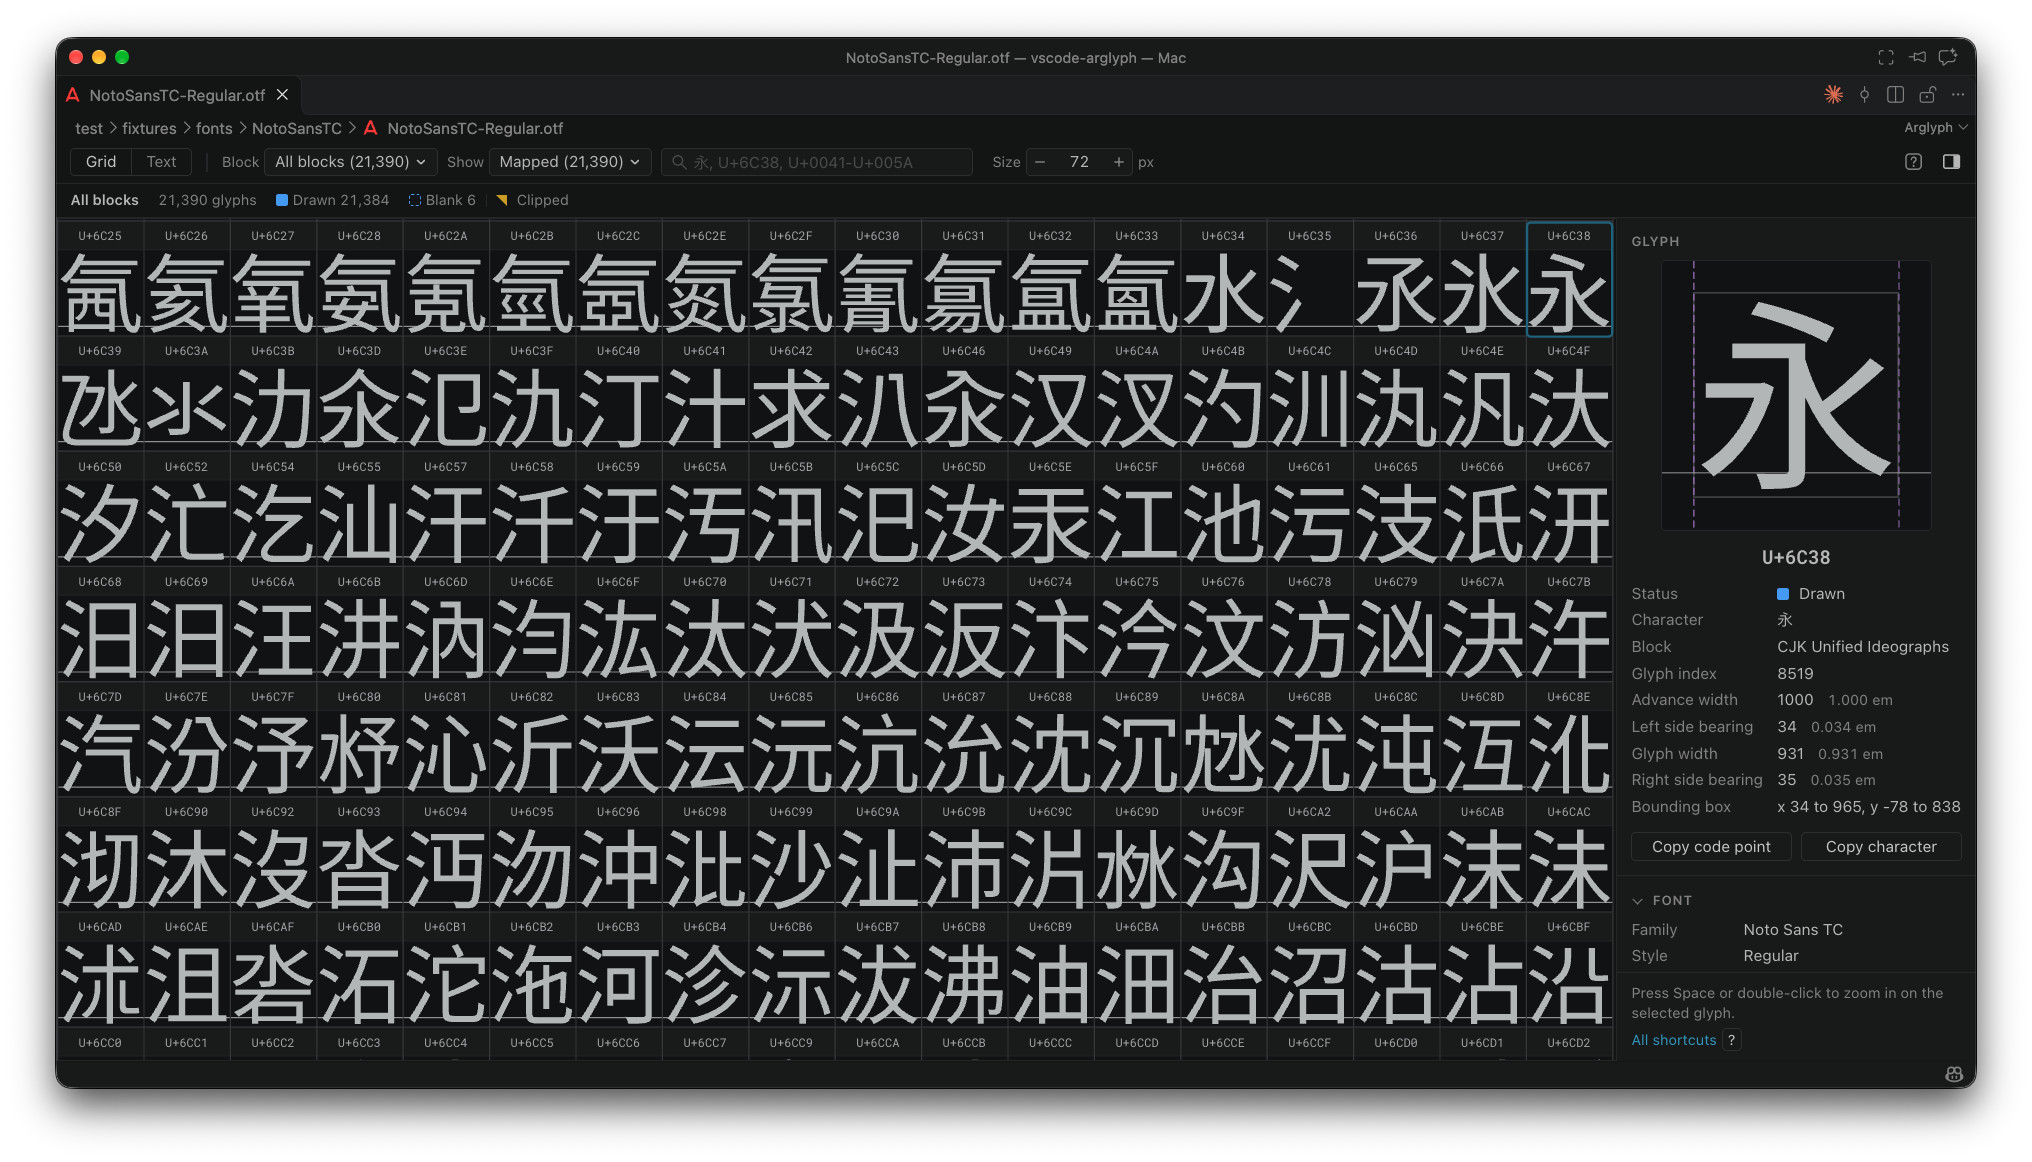 NotoSansTC-Regular.otf — vscode-arglyph — Mac
NotoSansTC-Regular.otf
test > fixtures > fonts > NotoSansTC > NotoSansTC-Regular.otf
Arglyph
Grid Text Block All blocks (21,390) Show Mapped (21,390) 永, U+6C38, U+0041-U+005A Size − 72 + px
All blocks 21,390 glyphs Drawn 21,384 Blank 6 Clipped
U+6C25 U+6C26 U+6C27 U+6C28 U+6C2A U+6C2B U+6C2C U+6C2E U+6C2F U+6C30 U+6C31 U+6C32 U+6C33 U+6C34 U+6C35 U+6C36 U+6C37 U+6C38
氥 氦 氧 氨 氪 氫 氬 氮 氯 氰 氱 氲 氳 水 氵 氶 氷 永
U+6C39 U+6C3A U+6C3B U+6C3D U+6C3E U+6C3F U+6C40 U+6C41 U+6C42 U+6C43 U+6C46 U+6C49 U+6C4A U+6C4B U+6C4C U+6C4D U+6C4E U+6C4F
氹 氺 氻 氽 氾 氿 汀 汁 求 汃 汆 汉 汊 汋 汌 汍 汎 汏
U+6C50 U+6C52 U+6C54 U+6C55 U+6C57 U+6C58 U+6C59 U+6C5A U+6C5B U+6C5C U+6C5D U+6C5E U+6C5F U+6C60 U+6C61 U+6C65 U+6C66 U+6C67
汐 汒 汔 汕 汗 汘 汙 汚 汛 汜 汝 汞 江 池 污 汥 汦 汧
U+6C68 U+6C69 U+6C6A U+6C6B U+6C6D U+6C6E U+6C6F U+6C70 U+6C71 U+6C72 U+6C73 U+6C74 U+6C75 U+6C76 U+6C78 U+6C79 U+6C7A U+6C7B
汨 汩 汪 汫 汭 汮 汯 汰 汱 汲 汳 汴 汵 汶 汸 汹 決 汻
U+6C7D U+6C7E U+6C7F U+6C80 U+6C81 U+6C82 U+6C83 U+6C84 U+6C85 U+6C86 U+6C87 U+6C88 U+6C89 U+6C8A U+6C8B U+6C8C U+6C8D U+6C8E
汽 汾 汿 沀 沁 沂 沃 沄 沅 沆 沇 沈 沉 沊 沋 沌 沍 沎
U+6C8F U+6C90 U+6C92 U+6C93 U+6C94 U+6C95 U+6C96 U+6C98 U+6C99 U+6C9A U+6C9B U+6C9C U+6C9D U+6C9F U+6CA2 U+6CAA U+6CAB U+6CAC
沏 沐 沒 沓 沔 沕 沖 沘 沙 沚 沛 沜 沝 沟 沢 沪 沫 沬
U+6CAD U+6CAE U+6CAF U+6CB0 U+6CB1 U+6CB2 U+6CB3 U+6CB4 U+6CB6 U+6CB7 U+6CB8 U+6CB9 U+6CBA U+6CBB U+6CBC U+6CBD U+6CBE U+6CBF
沭 沮 沯 沰 沱 沲 河 沴 沶 沷 沸 油 沺 治 沼 沽 沾 沿
U+6CC0 U+6CC1 U+6CC2 U+6CC3 U+6CC4 U+6CC5 U+6CC6 U+6CC7 U+6CC9 U+6CCA U+6CCB U+6CCC U+6CCD U+6CCE U+6CCF U+6CD0 U+6CD1 U+6CD2
GLYPH
永
U+6C38
Status Drawn
Character 永
Block CJK Unified Ideographs
Glyph index 8519
Advance width 1000 1.000 em
Left side bearing 34 0.034 em
Glyph width 931 0.931 em
Right side bearing 35 0.035 em
Bounding box x 34 to 965, y -78 to 838
Copy code point Copy character
FONT
Family Noto Sans TC
Style Regular
Press Space or double-click to zoom in on the
selected glyph.
All shortcuts ?